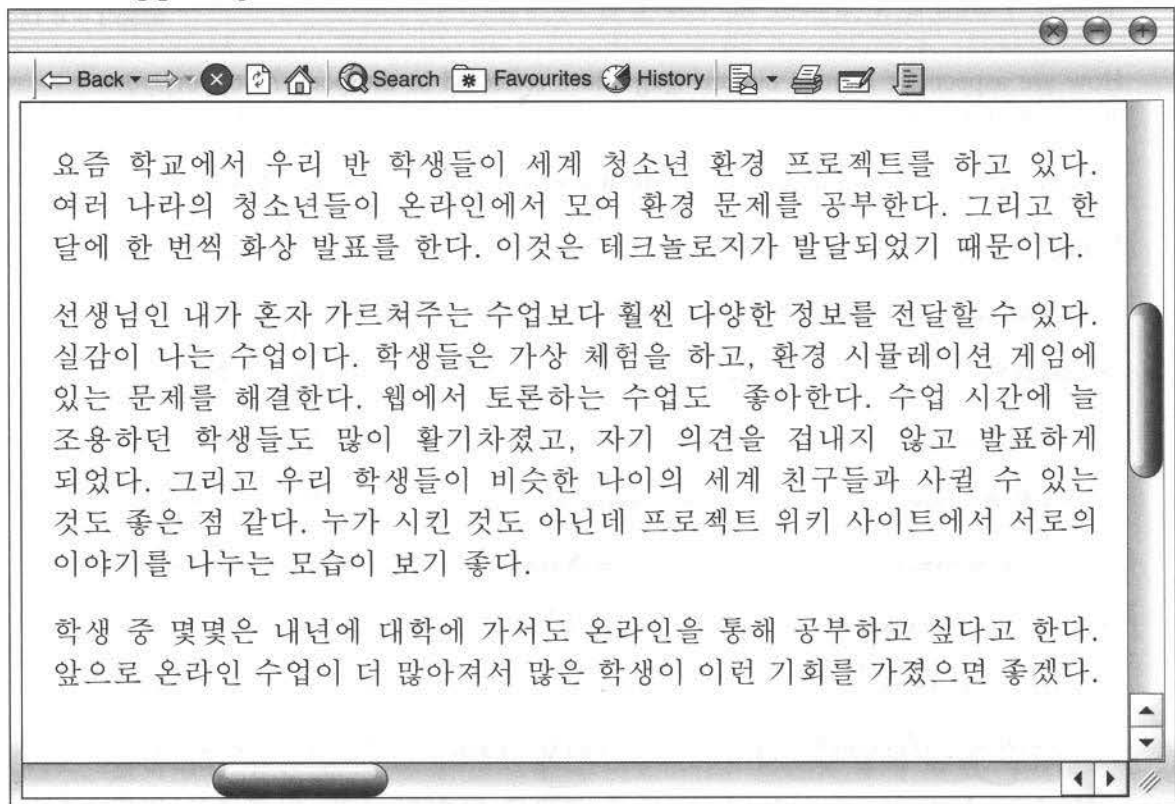 Back
Search
Favourites
History
요즘 학교에서 우리 반 학생들이 세계 청소년 환경 프로젝트를 하고 있다.
여러 나라의 청소년들이 온라인에서 모여 환경 문제를 공부한다. 그리고 한
달에 한 번씩 화상 발표를 한다. 이것은 테크놀로지가 발달되었기 때문이다.
선생님인 내가 혼자 가르쳐주는 수업보다 훨씬 다양한 정보를 전달할 수 있다.
실감이 나는 수업이다. 학생들은 가상 체험을 하고, 환경 시뮬레이션 게임에
있는 문제를 해결한다. 웹에서 토론하는 수업도 좋아한다. 수업 시간에 늘
조용하던 학생들도 많이 활기차졌고, 자기 의견을 겁내지 않고 발표하게
되었다. 그리고 우리 학생들이 비슷한 나이의 세계 친구들과 사귈 수 있는
것도 좋은 점 같다. 누가 시킨 것도 아닌데 프로젝트 위키 사이트에서 서로의
이야기를 나누는 모습이 보기 좋다.
학생 중 몇몇은 내년에 대학에 가서도 온라인을 통해 공부하고 싶다고 한다.
앞으로 온라인 수업이 더 많아져서 많은 학생이 이런 기회를 가졌으면 좋겠다.